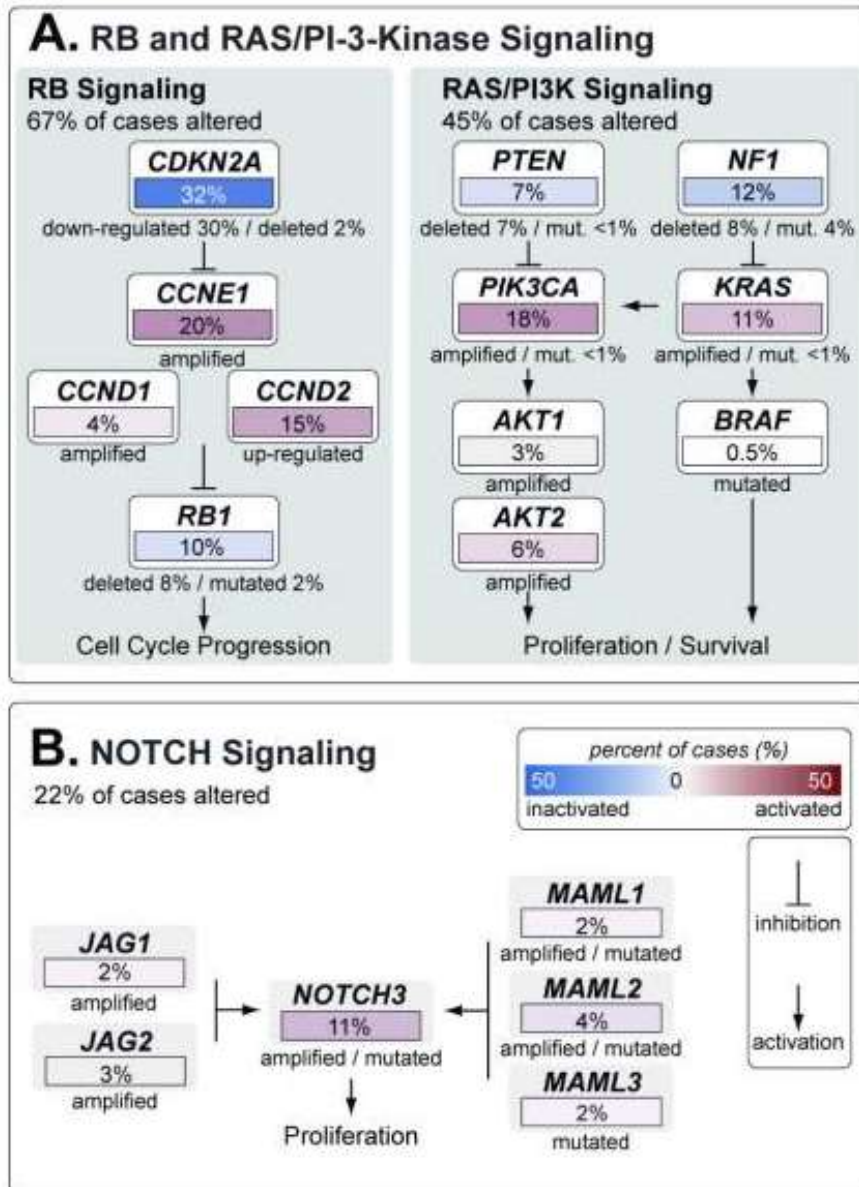 A. RB and RAS/PI-3-Kinase Signaling
RB Signaling
67% of cases altered
CDKN2A
32%
down-regulated 30% / deleted 2%
CCNE1
20%
amplified
CCND1
4%
amplified
CCND2
15%
up-regulated
RB1
10%
deleted 8% / mutated 2%
Cell Cycle Progression
RAS/PI3K Signaling
45% of cases altered
PTEN
7%
deleted 7% / mut. <1%
NF1
12%
deleted 8% / mut. 4%
PIK3CA
18%
amplified / mut. <1%
KRAS
11%
amplified / mut. <1%
AKT1
3%
amplified
BRAF
0.5%
mutated
AKT2
6%
amplified
Proliferation / Survival
B. NOTCH Signaling
22% of cases altered
percent of cases (%)
50 0 50
inactivated activated
inhibition
activation
JAG1
2%
amplified
JAG2
3%
amplified
NOTCH3
11%
amplified / mutated
Proliferation
MAML1
2%
amplified / mutated
MAML2
4%
amplified / mutated
MAML3
2%
mutated